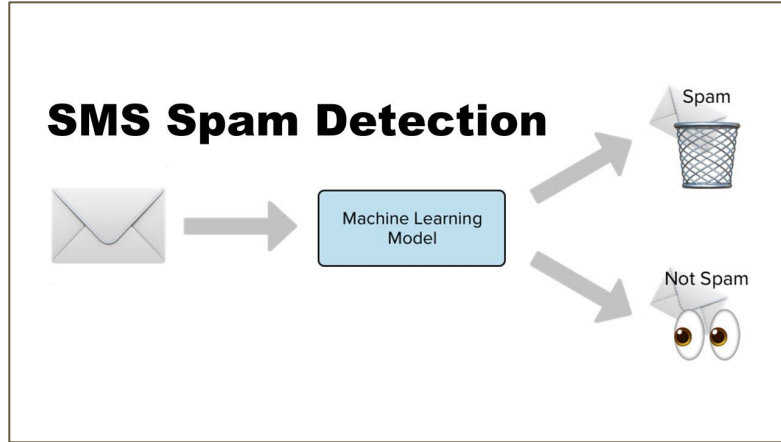 SMS Spam Detection
Spam
Machine Learning
Model
Not Spam